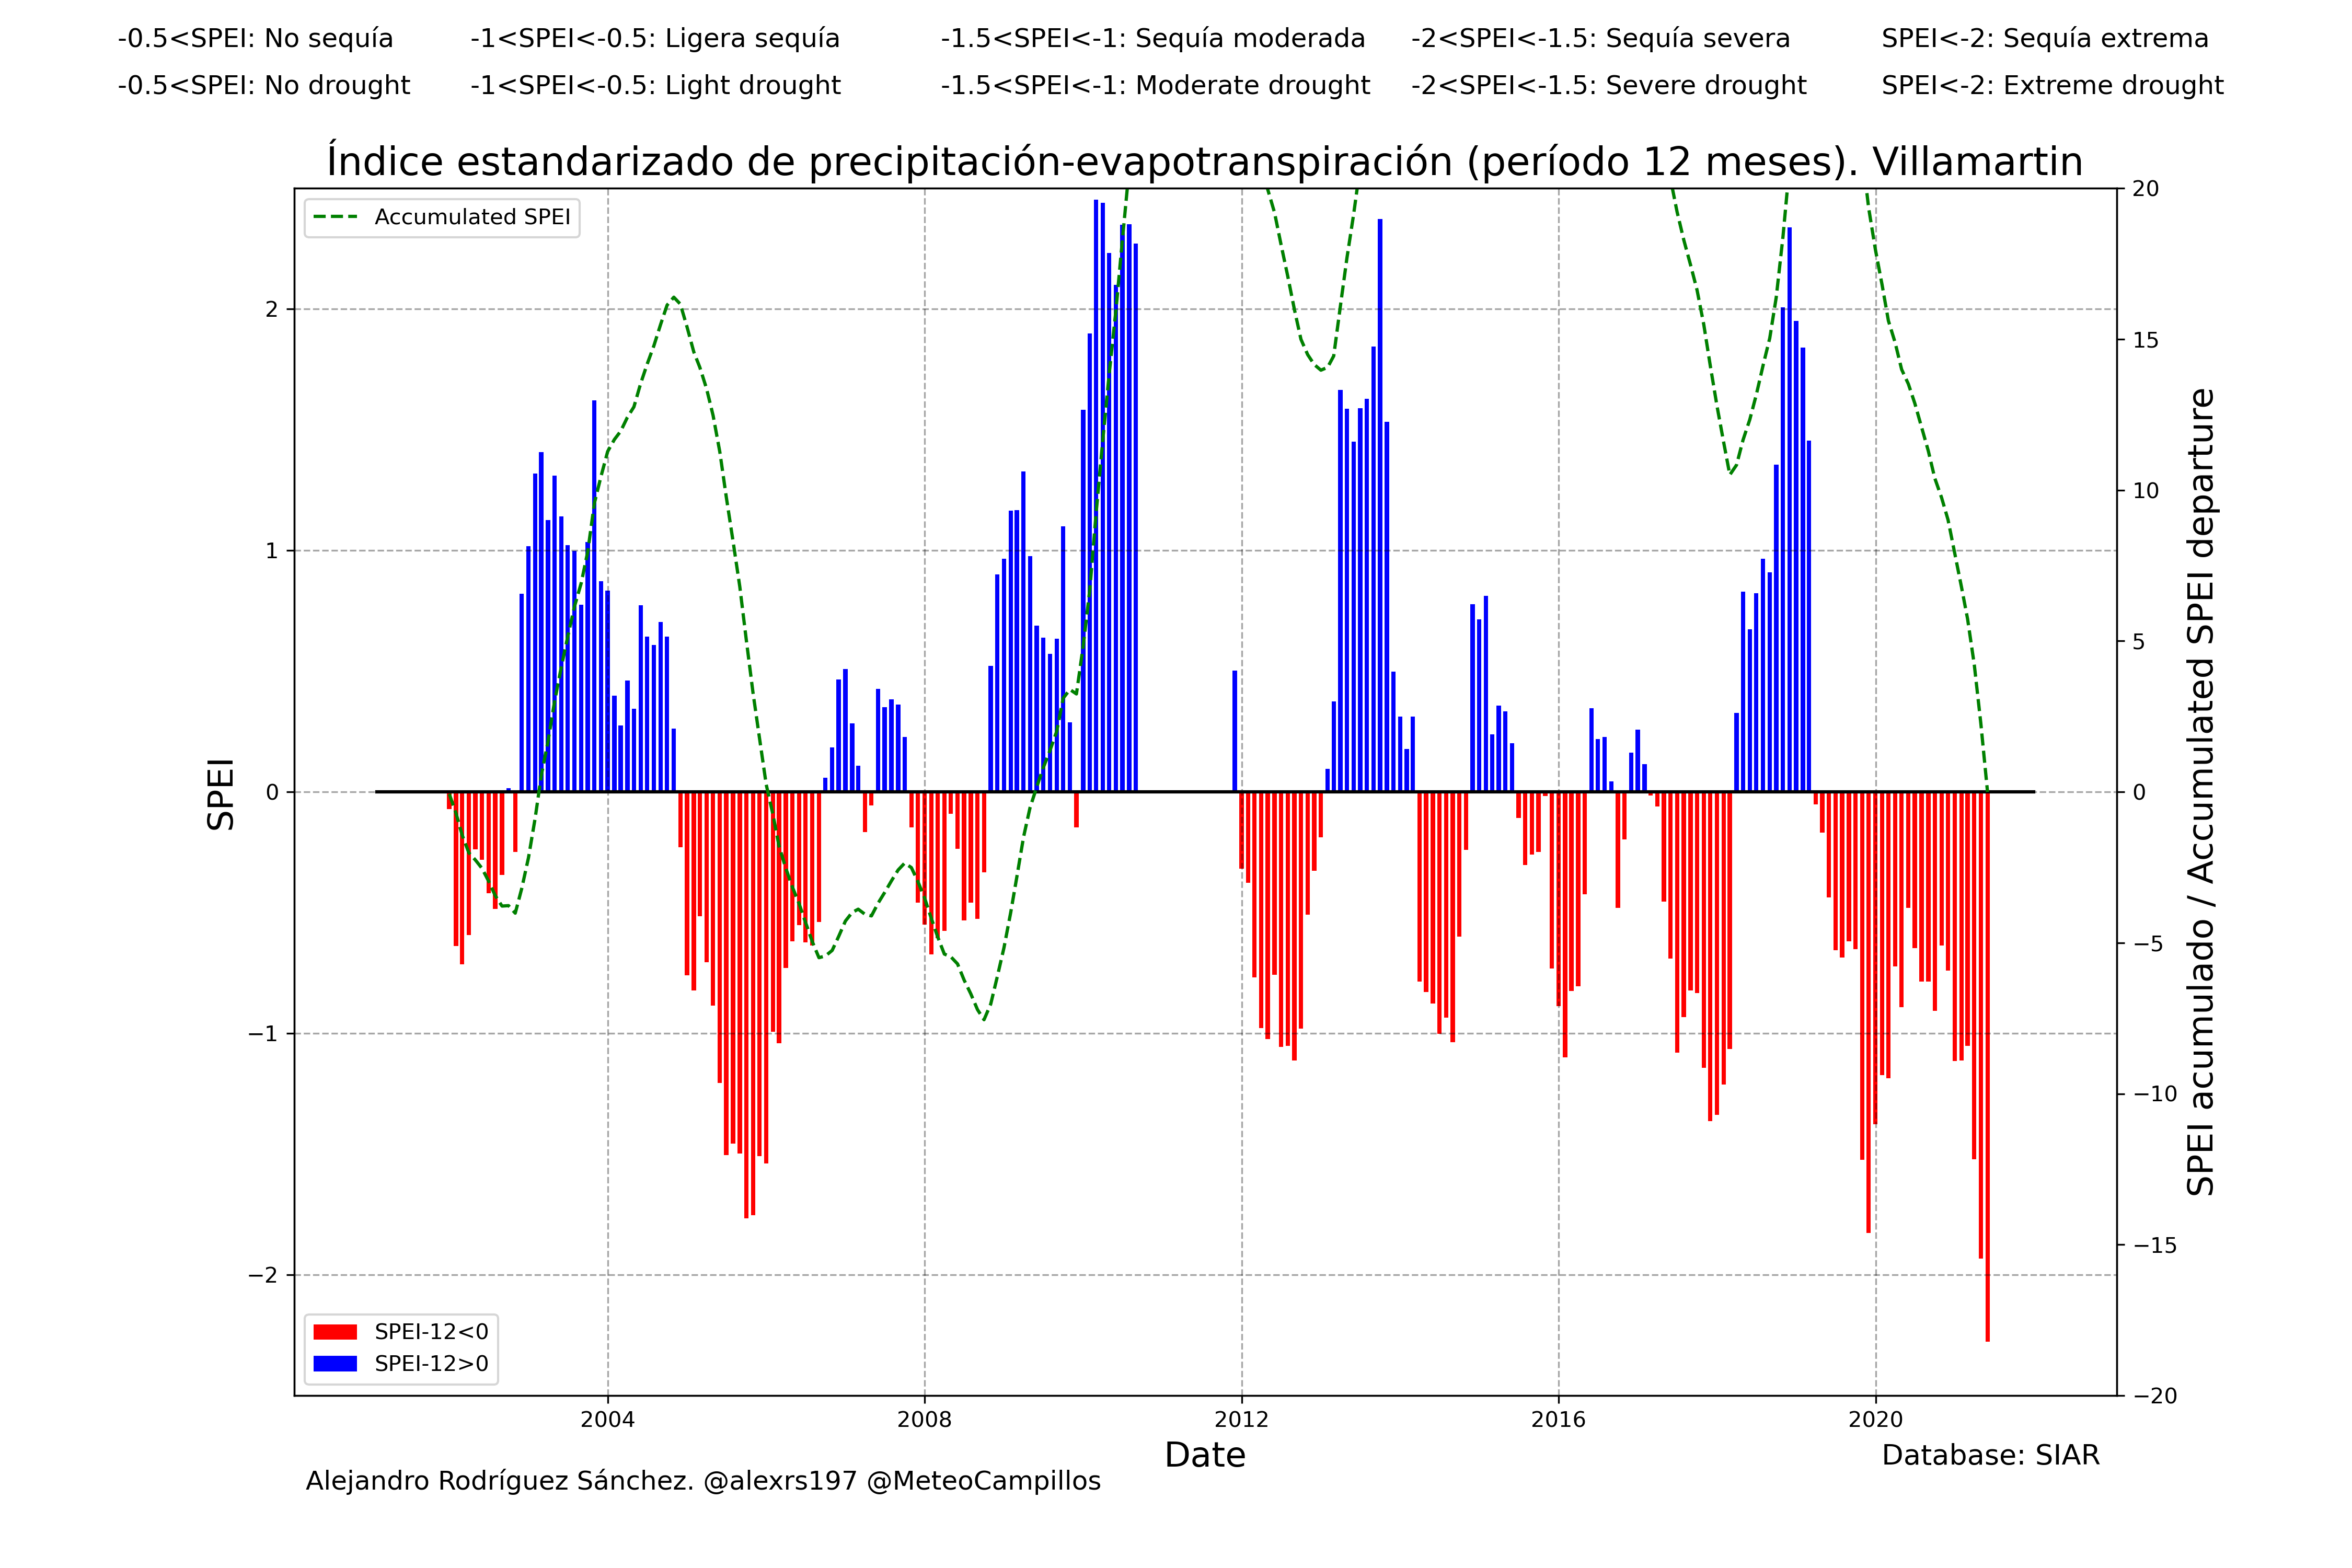 -0.5<SPEI: No sequía -1<SPEI<-0.5: Ligera sequía -1.5<SPEI<-1: Sequía moderada -2<SPEI<-1.5: Sequía severa SPEI<-2: Sequía extrema
-0.5<SPEI: No drought -1<SPEI<-0.5: Light drought -1.5<SPEI<-1: Moderate drought -2<SPEI<-1.5: Severe drought SPEI<-2: Extreme drought
Índice estandarizado de precipitación-evapotranspiración (período 12 meses). Villamartin
Accumulated SPEI
SPEI
2
1
0
−1
−2
20
15
10
5
0
−5
−10
−15
−20
SPEI acumulado / Accumulated SPEI departure
SPEI-12<0
SPEI-12>0
2004 2008 2012 2016 2020
Date
Database: SIAR
Alejandro Rodríguez Sánchez. @alexrs197 @MeteoCampillos